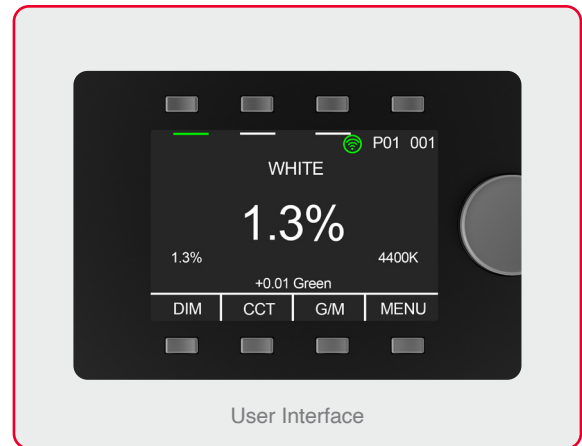 P01 001
WHITE
1.3%
1.3%
4400K
+0.01 Green
DIM
CCT
G/M
MENU
User Interface